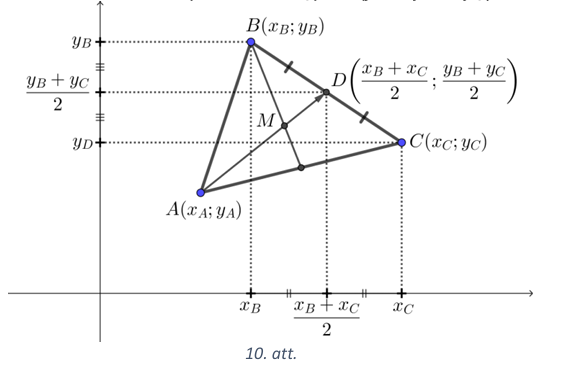 B(x_B; y_B)
y_B
D((x_B + x_C)/2 ; (y_B + y_C)/2)
(y_B + y_C)/2
M
y_D
C(x_C; y_C)
A(x_A; y_A)
x_B
(x_B + x_C)/2
x_C
10. att.